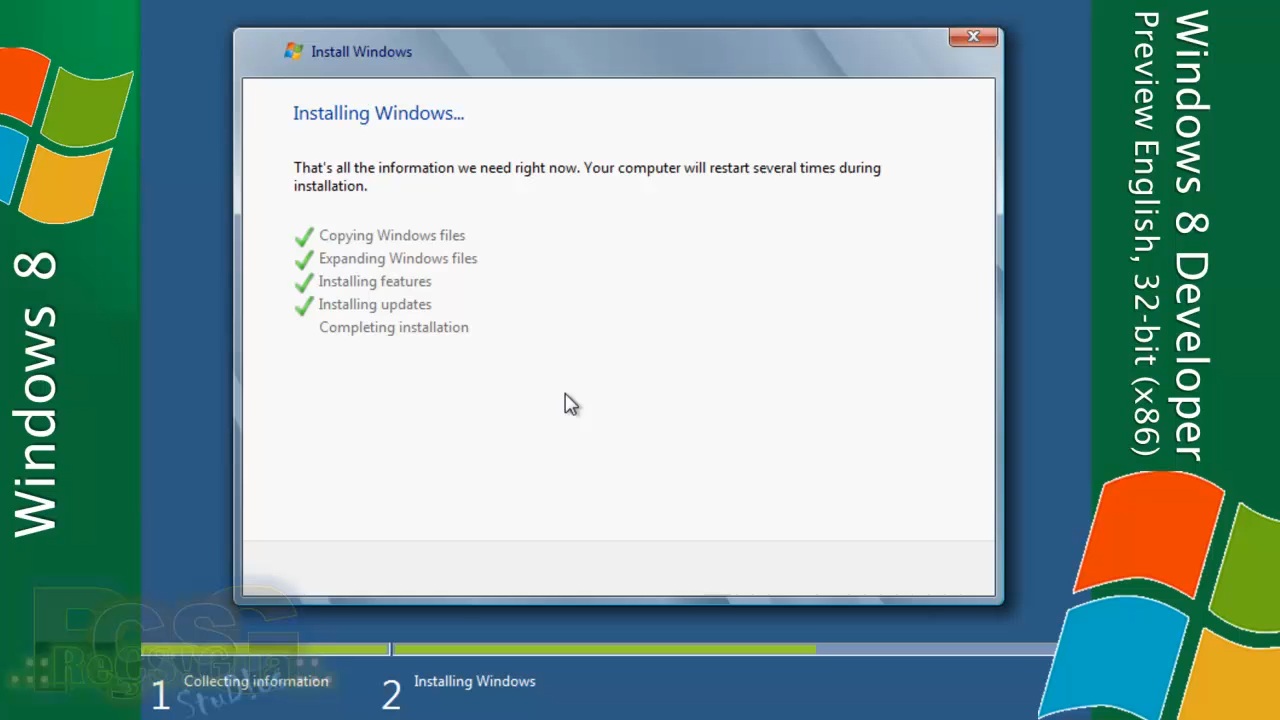 Windows 8
Install Windows
Installing Windows...
That's all the information we need right now. Your computer will restart several times during
installation.
Copying Windows files
Expanding Windows files
Installing features
Installing updates
Completing installation
1 Collecting information
2 Installing Windows
Windows 8 Developer
Preview English, 32-bit (x86)